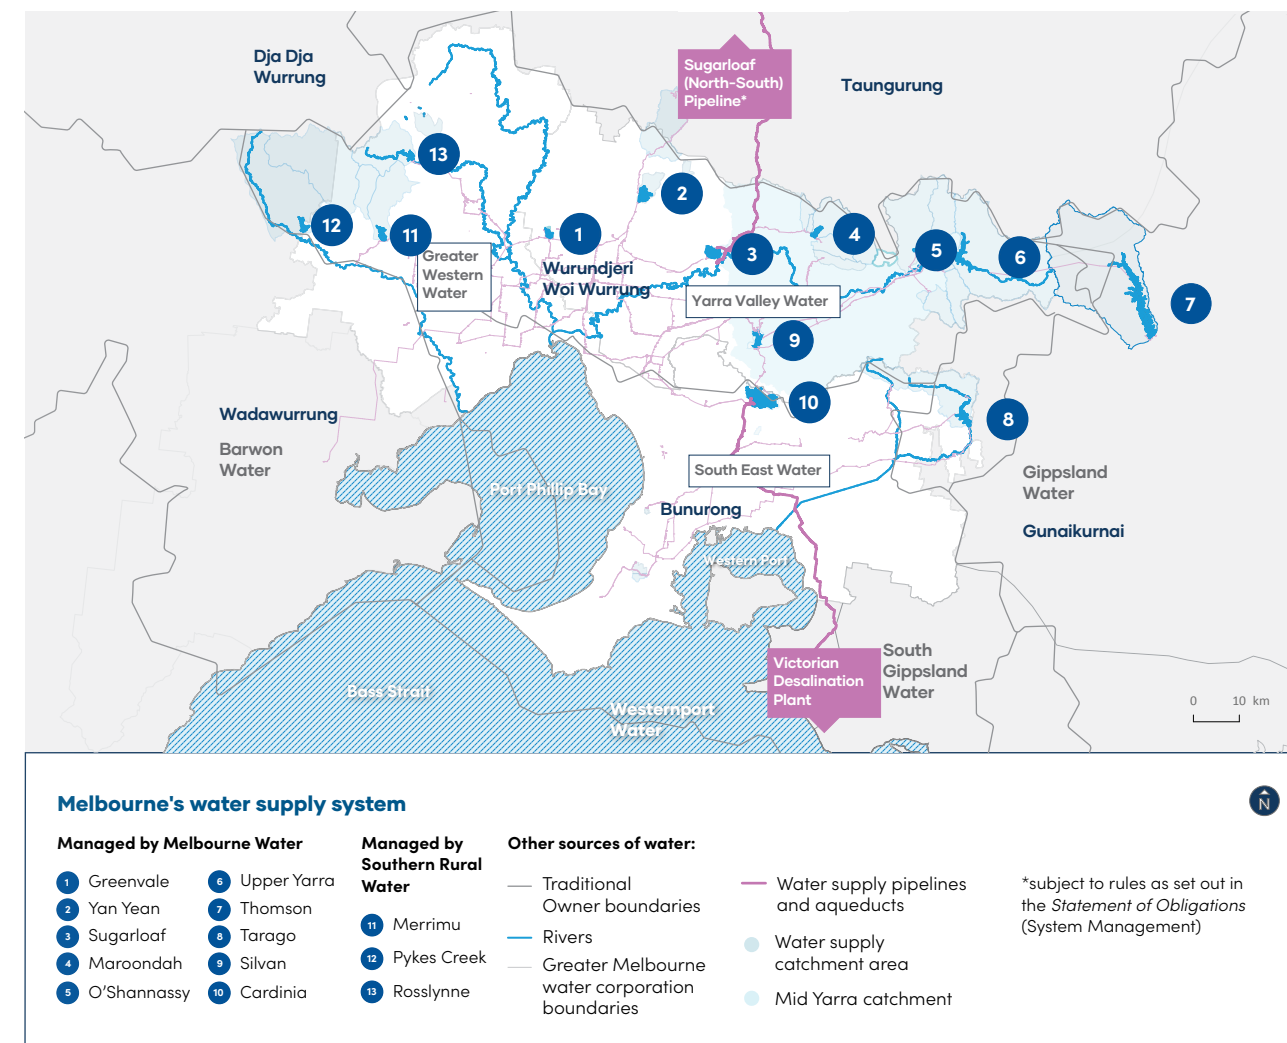 Dja Dja
Wurrung
Sugarloaf
(North-South)
Pipeline*
Taungurung
13
2
12
11
1
4
3
5
6
7
Greater
Western
Water
Wurundjeri
Woi Wurrung
Yarra Valley Water
9
10
8
Wadawurrung
Barwon
Water
South East Water
Gippsland
Water
Port Phillip Bay
Bunurong
Gunaikurnai
Western Port
Victorian
Desalination
Plant
South
Gippsland
Water
Bass Strait
Westernport
Water
0 10 km
Melbourne's water supply system
N
Managed by Melbourne Water
1 Greenvale
2 Yan Yean
3 Sugarloaf
4 Maroondah
5 O'Shannassy
6 Upper Yarra
7 Thomson
8 Tarago
9 Silvan
10 Cardinia
Managed by
Southern Rural
Water
11 Merrimu
12 Pykes Creek
13 Rosslynne
Other sources of water:
Traditional
Owner boundaries
Rivers
Greater Melbourne
water corporation
boundaries
Water supply pipelines
and aqueducts
Water supply
catchment area
Mid Yarra catchment
*subject to rules as set out in
the Statement of Obligations
(System Management)